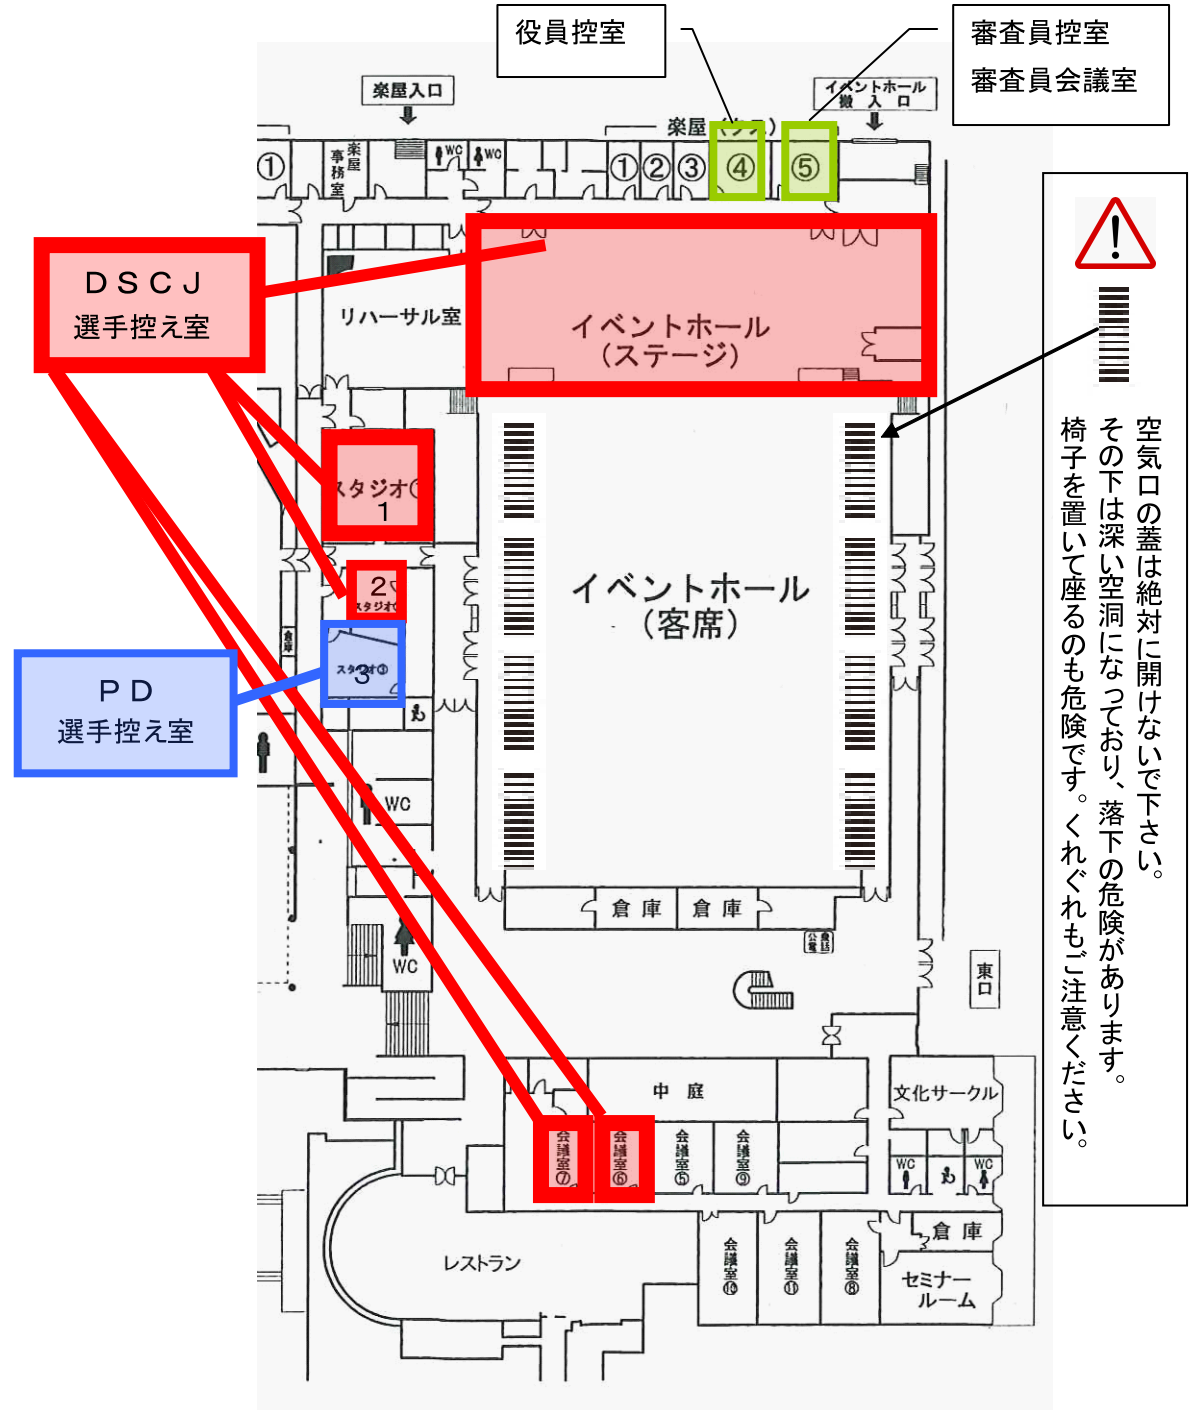 役員控室
審査員控室
審査員会議室
楽屋入口
イベントホール
搬入口
楽屋（
①
楽屋
事務室
WC
WC
①
②
③
④
⑤
ＤＳＣＪ
選手控え室
リハーサル室
イベントホール
（ステージ）
スタジオ①
1
2
スタジオ
3
スタジオ③
ＰＤ
選手控え室
倉庫
イベントホール
（客席）
WC
WC
倉庫
倉庫
公衆
電話
東口
中庭
文化サークル
会議室⑦
会議室⑥
会議室⑤
会議室⑨
WC
WC
倉庫
レストラン
会議室⑩
会議室⑪
会議室⑧
セミナー
ルーム
空気口の蓋は絶対に開けないで下さい。
その下は深い空洞になっており、落下の危険があります。
椅子を置いて座るのも危険です。くれぐれもご注意ください。